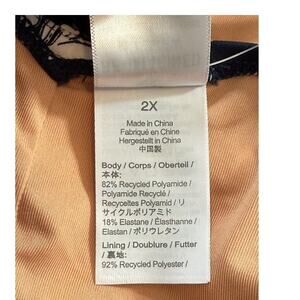 2X
Made in China
Fabriqué en Chine
Hergestellt in China
中国製
Body / Corps / Oberteil /
本体:
82% Recycled Polyamide /
Polyamide Recyclé /
Recyceltes Polyamid / リ
サイクルポリアミド
18% Elastane / Élasthanne /
Elastan / ポリウレタン
Lining / Doublure / Futter
/ 裏地:
92% Recycled Polyester /